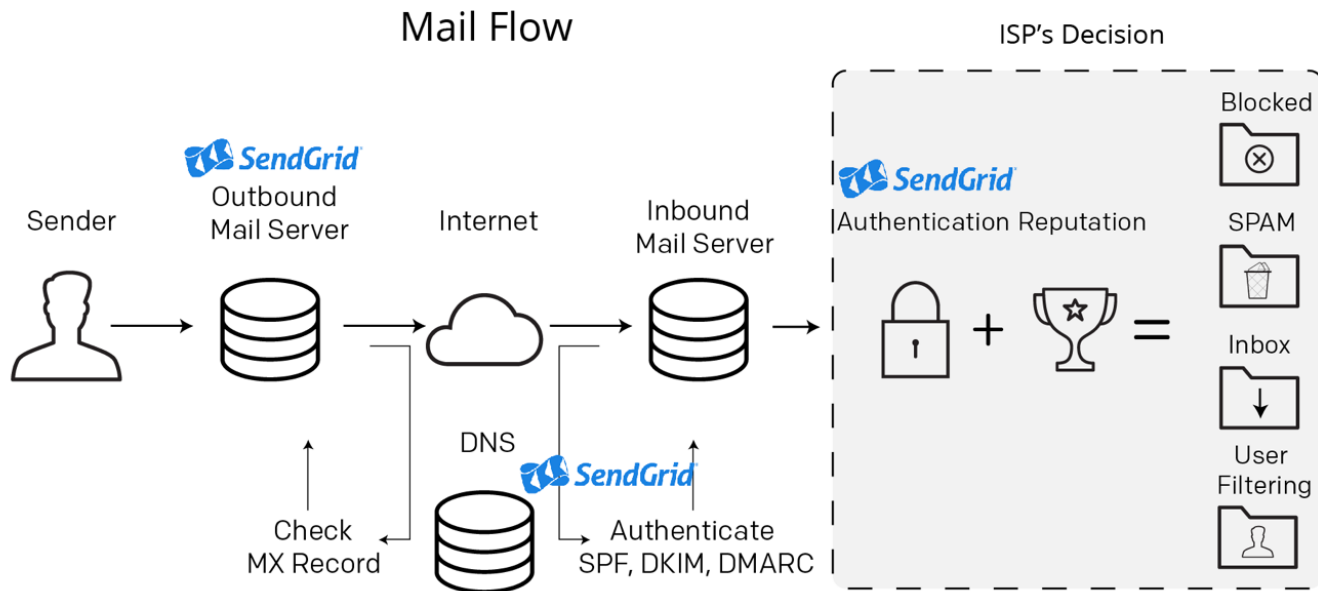 Mail Flow
ISP's Decision
SendGrid
Outbound
Mail Server
Sender
Internet
Inbound
Mail Server
SendGrid
Authentication Reputation
Blocked
SPAM
Inbox
User
Filtering
DNS
SendGrid
Check
MX Record
Authenticate
SPF, DKIM, DMARC